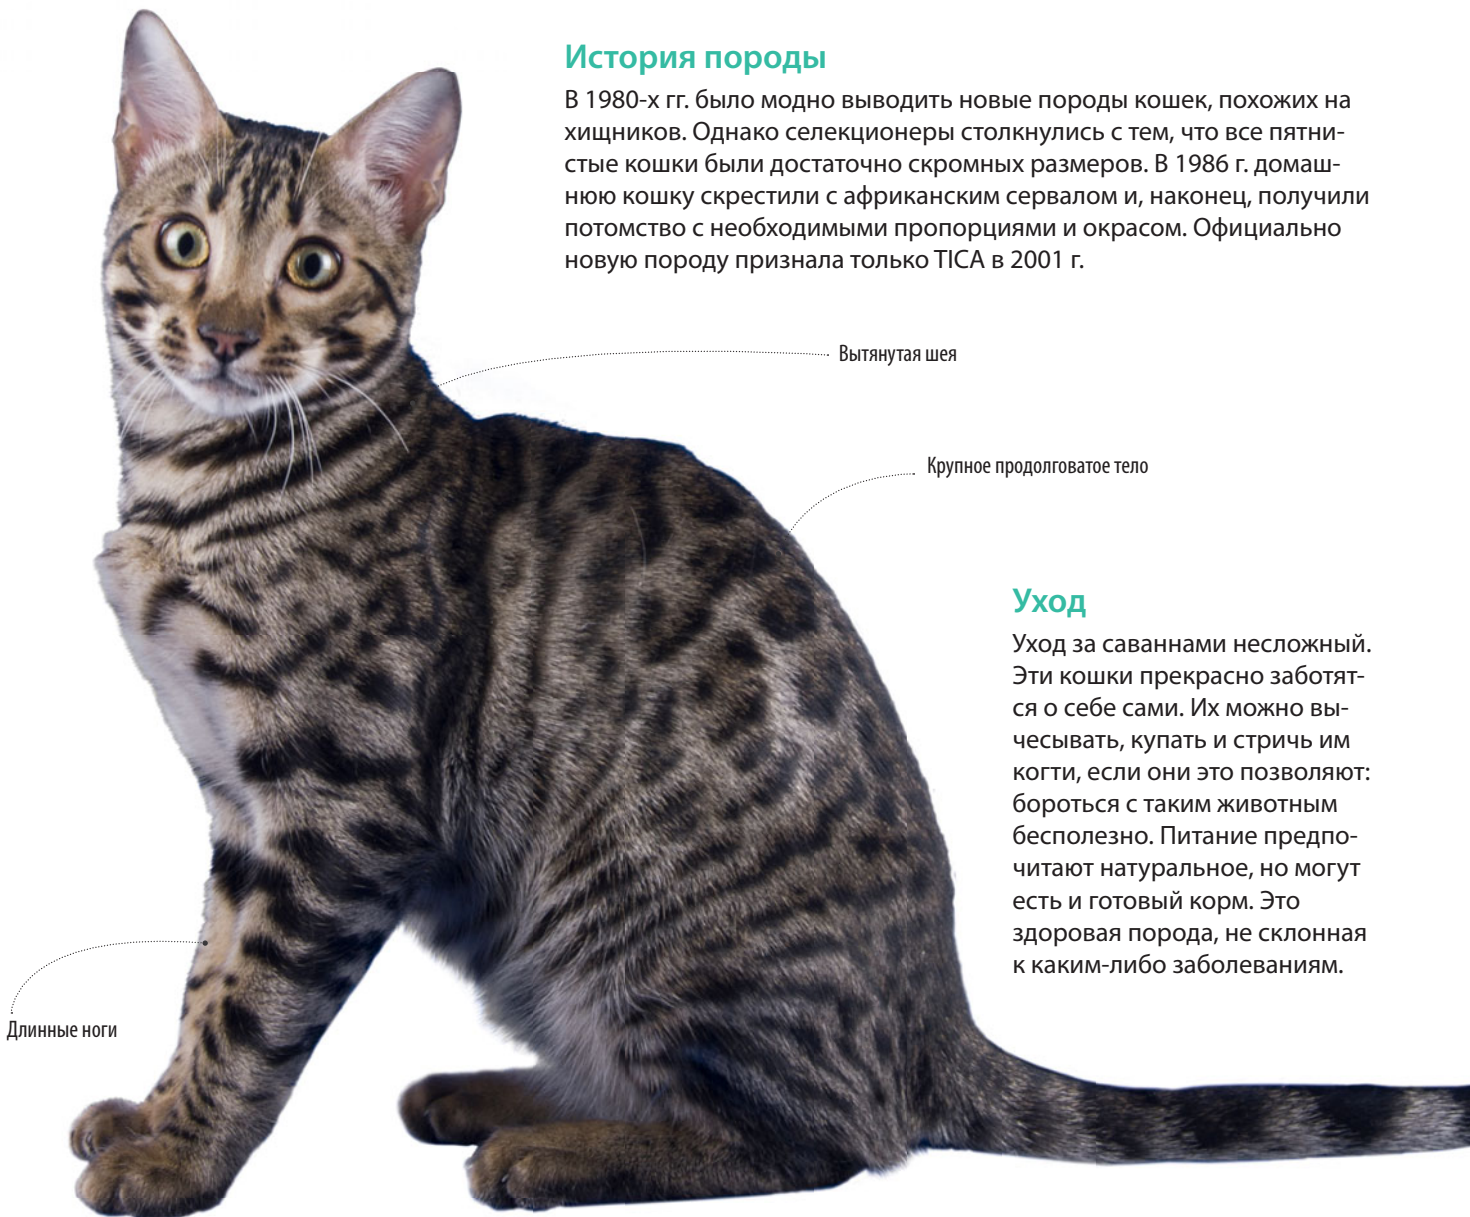 История породы
В 1980-х гг. было модно выводить новые породы кошек, похожих на
хищников. Однако селекционеры столкнулись с тем, что все пятни-
стые кошки были достаточно скромных размеров. В 1986 г. домаш-
нюю кошку скрестили с африканским сервалом и, наконец, получили
потомство с необходимыми пропорциями и окрасом. Официально
новую породу признала только TICA в 2001 г.
Вытянутая шея
Крупное продолговатое тело
Уход
Уход за саваннами несложный.
Эти кошки прекрасно заботят-
ся о себе сами. Их можно вы-
чесывать, купать и стричь им
когти, если они это позволяют:
бороться с таким животным
бесполезно. Питание предпо-
читают натуральное, но могут
есть и готовый корм. Это
здоровая порода, не склонная
к каким-либо заболеваниям.
Длинные ноги